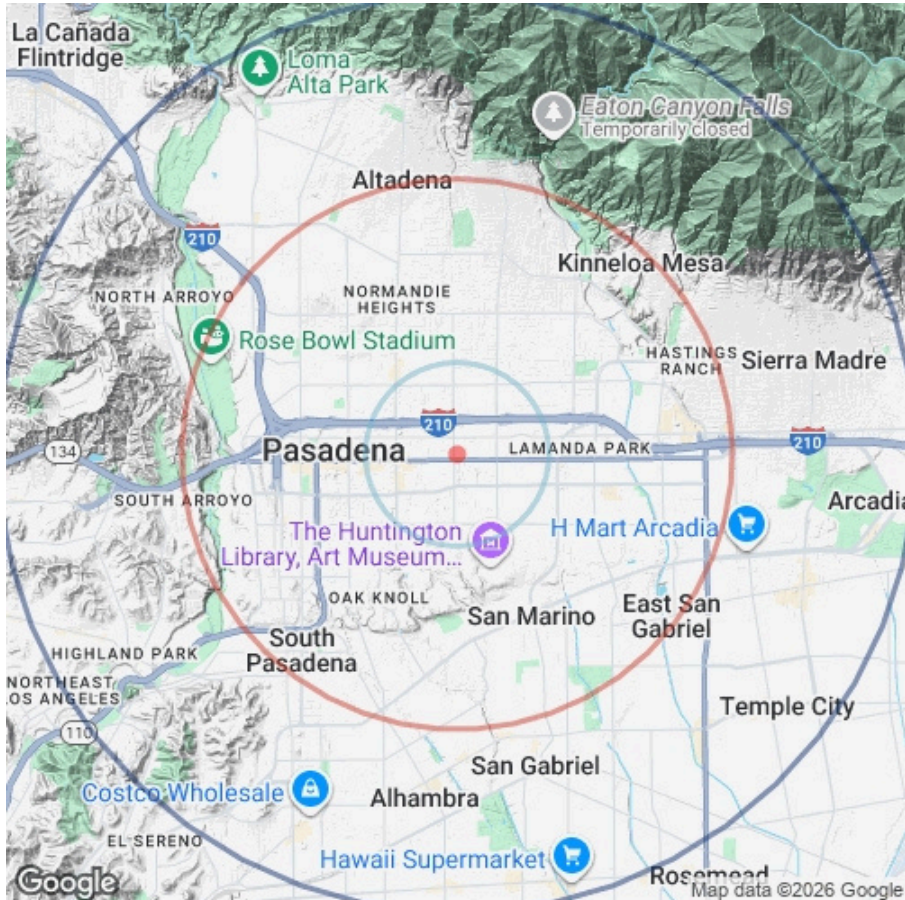 La Cañada
Flintridge
Loma
Alta Park
Eaton Canyon Falls
Temporarily closed
Altadena
210
Kinneloa Mesa
NORTH ARROYO
NORMANDIE
HEIGHTS
Rose Bowl Stadium
HASTINGS
RANCH
Sierra Madre
210
134
Pasadena
LAMANDA PARK
210
SOUTH ARROYO
Arcadia
The Huntington
Library, Art Museum...
H Mart Arcadia
OAK KNOLL
San Marino
East San
Gabriel
HIGHLAND PARK
South
Pasadena
NORTHEAST
LOS ANGELES
110
Temple City
San Gabriel
Costco Wholesale
Alhambra
EL SERENO
Hawaii Supermarket
Rosemead
Google
Map data ©2026 Google